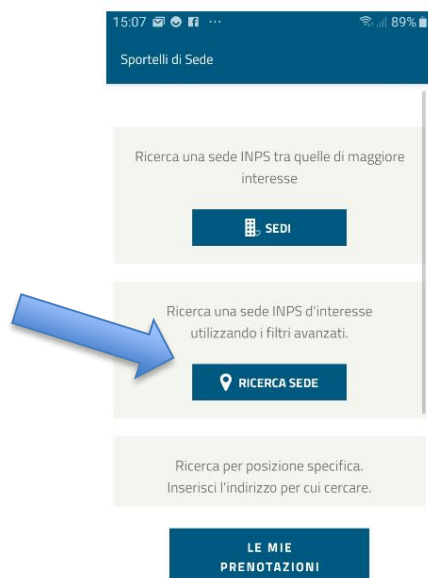 15:07 89%
Sportelli di Sede
Ricerca una sede INPS tra quelle di maggiore
interesse
SEDI
Ricerca una sede INPS d'interesse
utilizzando i filtri avanzati.
RICERCA SEDE
Ricerca per posizione specifica.
Inserisci l'indirizzo per cui cercare.
LE MIE
PRENOTAZIONI